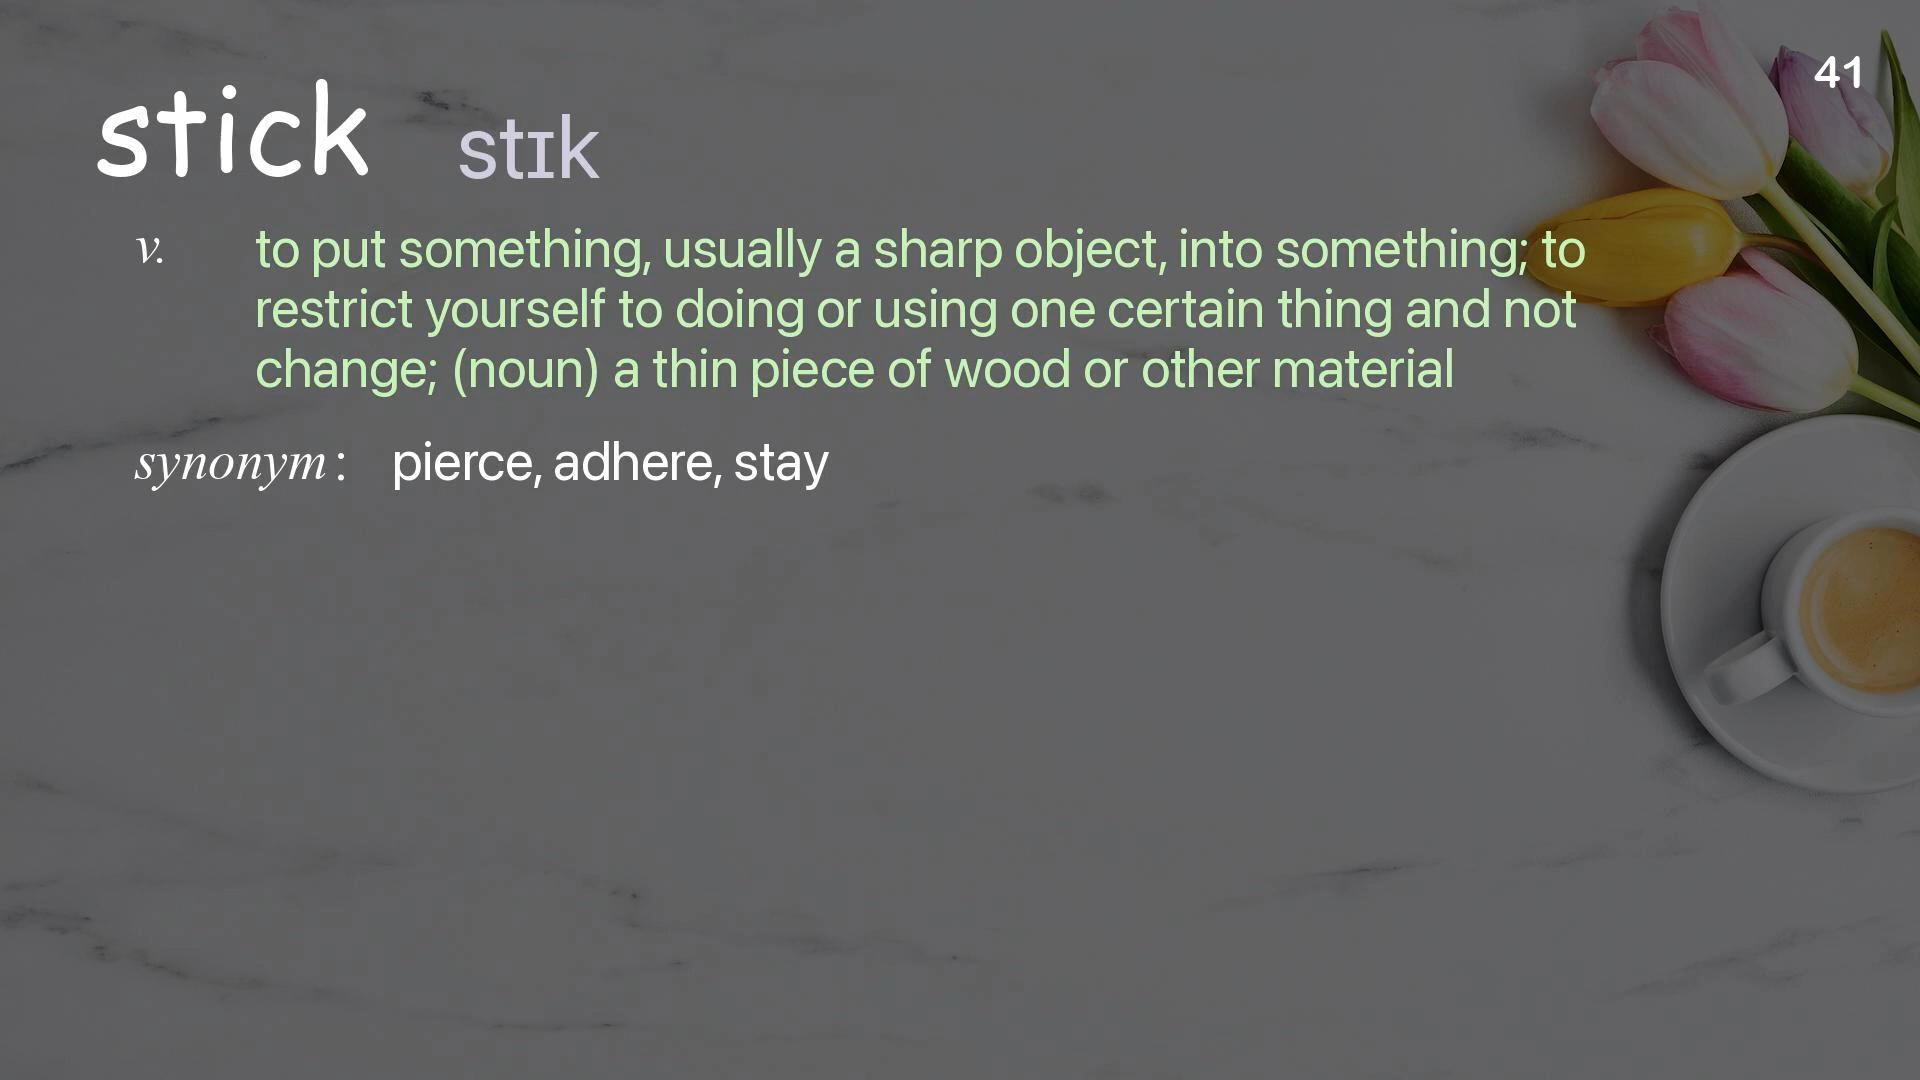 41
stick stɪk
v. to put something, usually a sharp object, into something; to
restrict yourself to doing or using one certain thing and not
change; (noun) a thin piece of wood or other material
synonym : pierce, adhere, stay